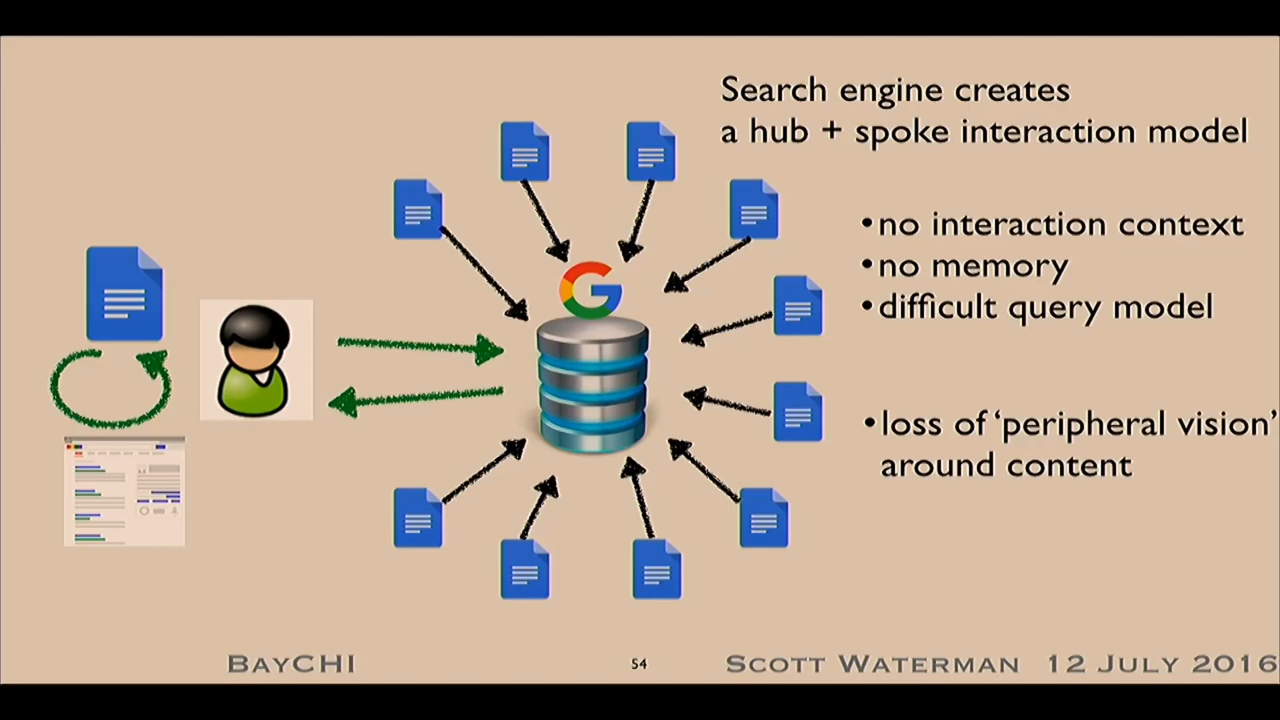 Search engine creates
a hub + spoke interaction model
•no interaction context
•no memory
•difficult query model
•loss of ‘peripheral vision’
around content
G
BayCHI
54
Scott Waterman 12 July 2016